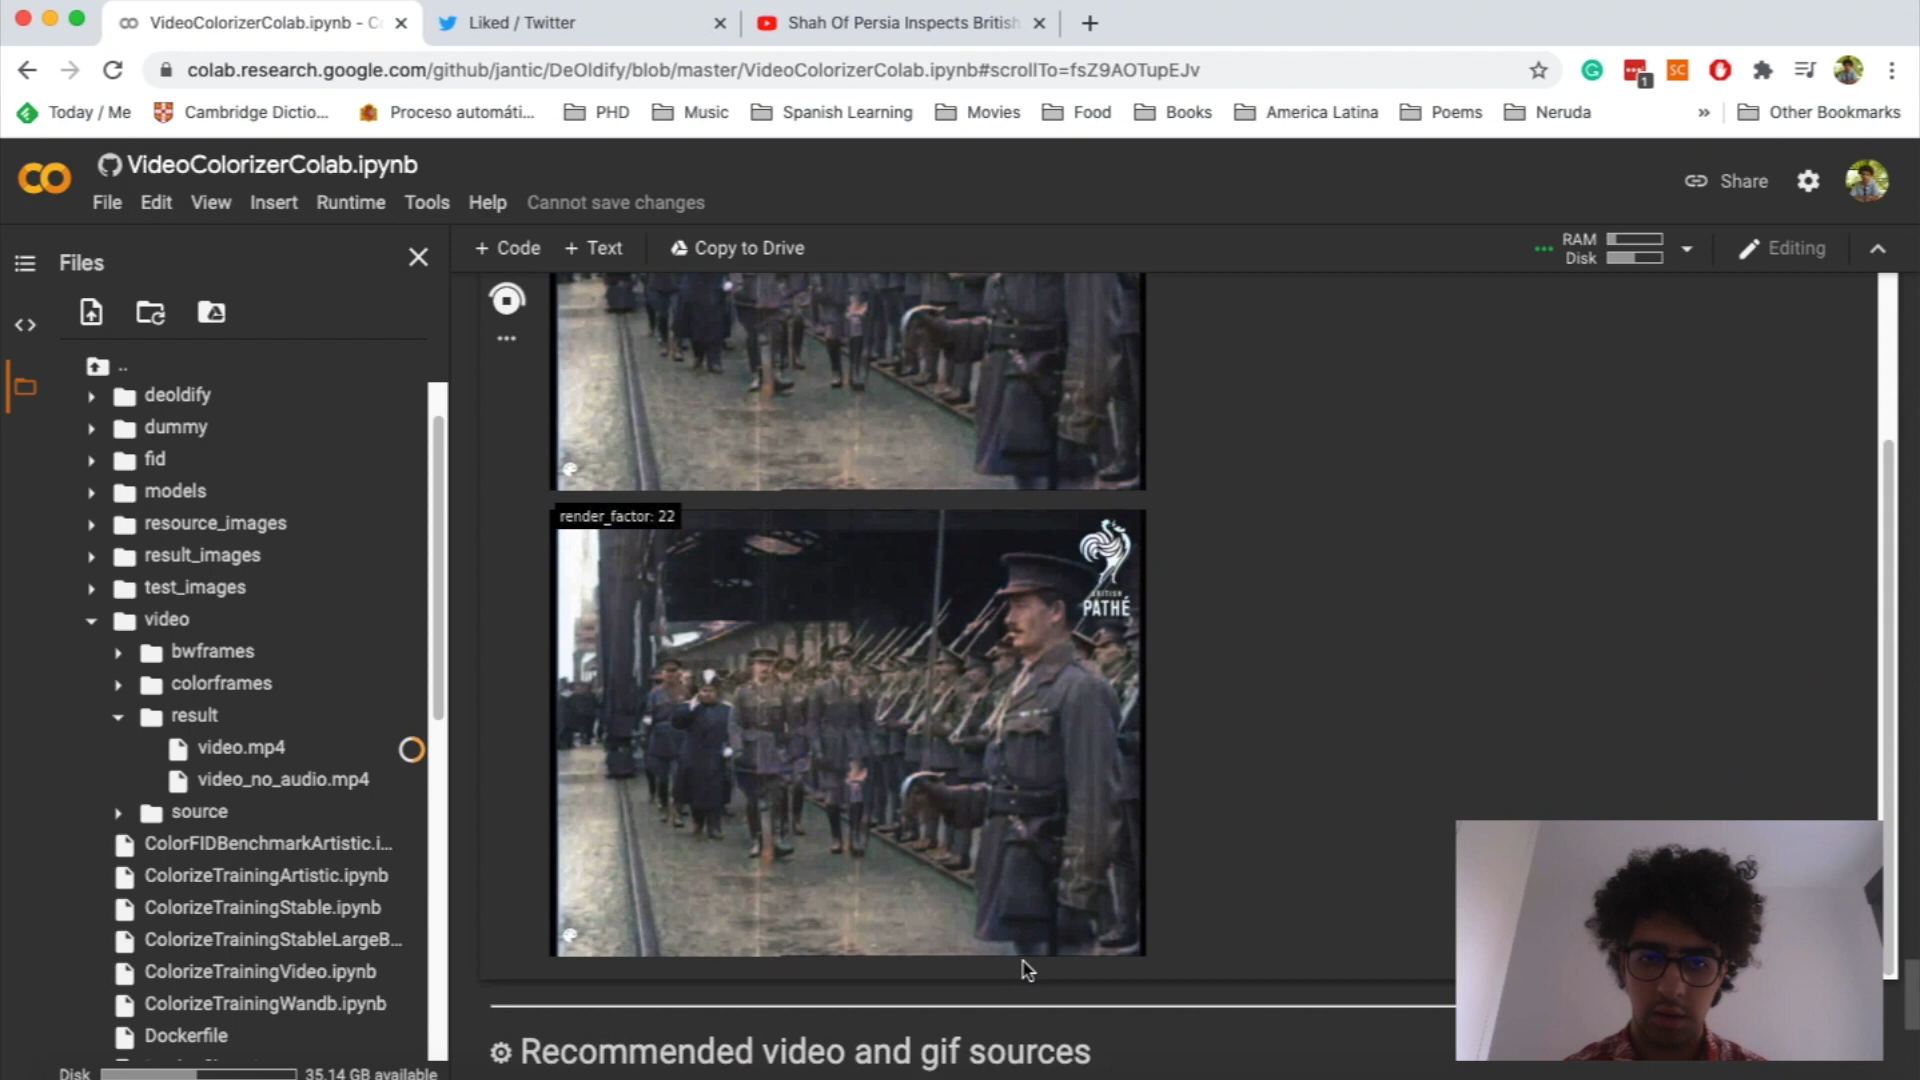 VideoColorizerColab.ipynb - C
Liked / Twitter
Shah Of Persia Inspects British
colab.research.google.com/github/jantic/DeOldify/blob/master/VideoColorizerColab.ipynb#scrollTo=fsZ9AOTupEJv
SC
1
Today / Me
Cambridge Dictio...
Proceso automáti...
PHD
Music
Spanish Learning
Movies
Food
Books
America Latina
Poems
Neruda
»
Other Bookmarks
VideoColorizerColab.ipynb
File Edit View Insert Runtime Tools Help Cannot save changes
Share
Files
+ Code + Text Copy to Drive
RAM
Disk
Editing
..
deoldify
dummy
fid
models
resource_images
result_images
test_images
video
bwframes
colorframes
result
video.mp4
video_no_audio.mp4
source
ColorFIDBenchmarkArtistic.i...
ColorizeTrainingArtistic.ipynb
ColorizeTrainingStable.ipynb
ColorizeTrainingStableLargeB...
ColorizeTrainingVideo.ipynb
ColorizeTrainingWandb.ipynb
Dockerfile
Disk 35.14 GB available
render_factor: 22
BRITISH
PATHÉ
Recommended video and gif sources